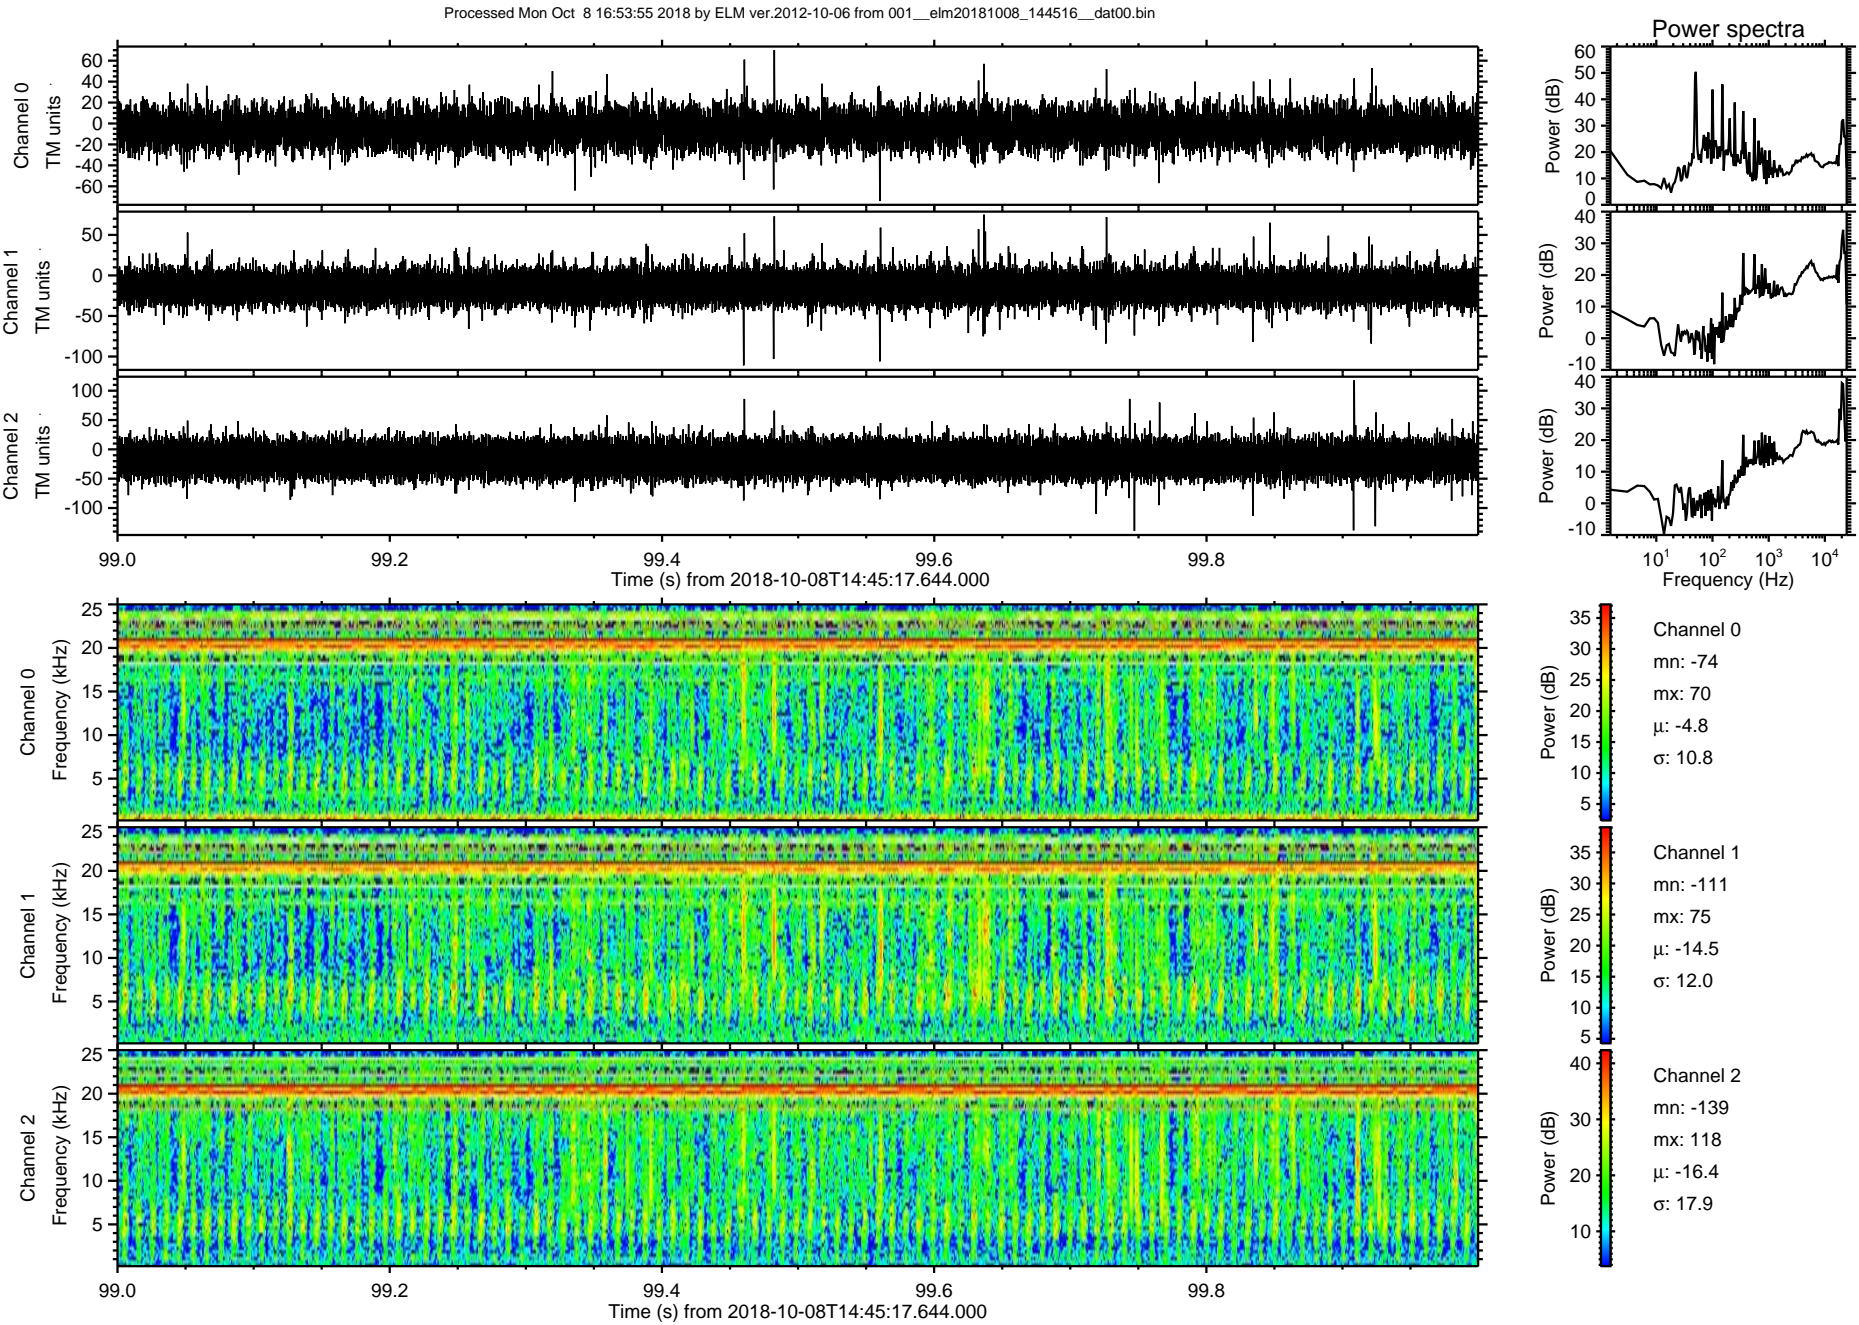 Processed Mon Oct  8 16:53:55 2018 by ELM ver.2012-10-06 from 001__elm20181008_144516__dat00.bin
Power spectra
Channel 0
TM units
60
40
20
0
-20
-40
-60
Power (dB)
60
50
40
30
20
10
0
Channel 1
TM units
50
0
-50
-100
Power (dB)
40
30
20
10
0
-10
Channel 2
TM units
100
50
0
-50
-100
Power (dB)
40
30
20
10
0
-10
99.0 99.2 99.4 99.6 99.8
Time (s) from 2018-10-08T14:45:17.644.000
10¹ 10² 10³ 10⁴
Frequency (Hz)
Channel 0
Frequency (kHz)
25
20
15
10
5
Power (dB)
35
30
25
20
15
10
5
Channel 0
mn: -74
mx: 70
μ: -4.8
σ: 10.8
Channel 1
Frequency (kHz)
25
20
15
10
5
Power (dB)
35
30
25
20
15
10
5
Channel 1
mn: -111
mx: 75
μ: -14.5
σ: 12.0
Channel 2
Frequency (kHz)
25
20
15
10
5
Power (dB)
40
30
20
10
Channel 2
mn: -139
mx: 118
μ: -16.4
σ: 17.9
99.0 99.2 99.4 99.6 99.8
Time (s) from 2018-10-08T14:45:17.644.000